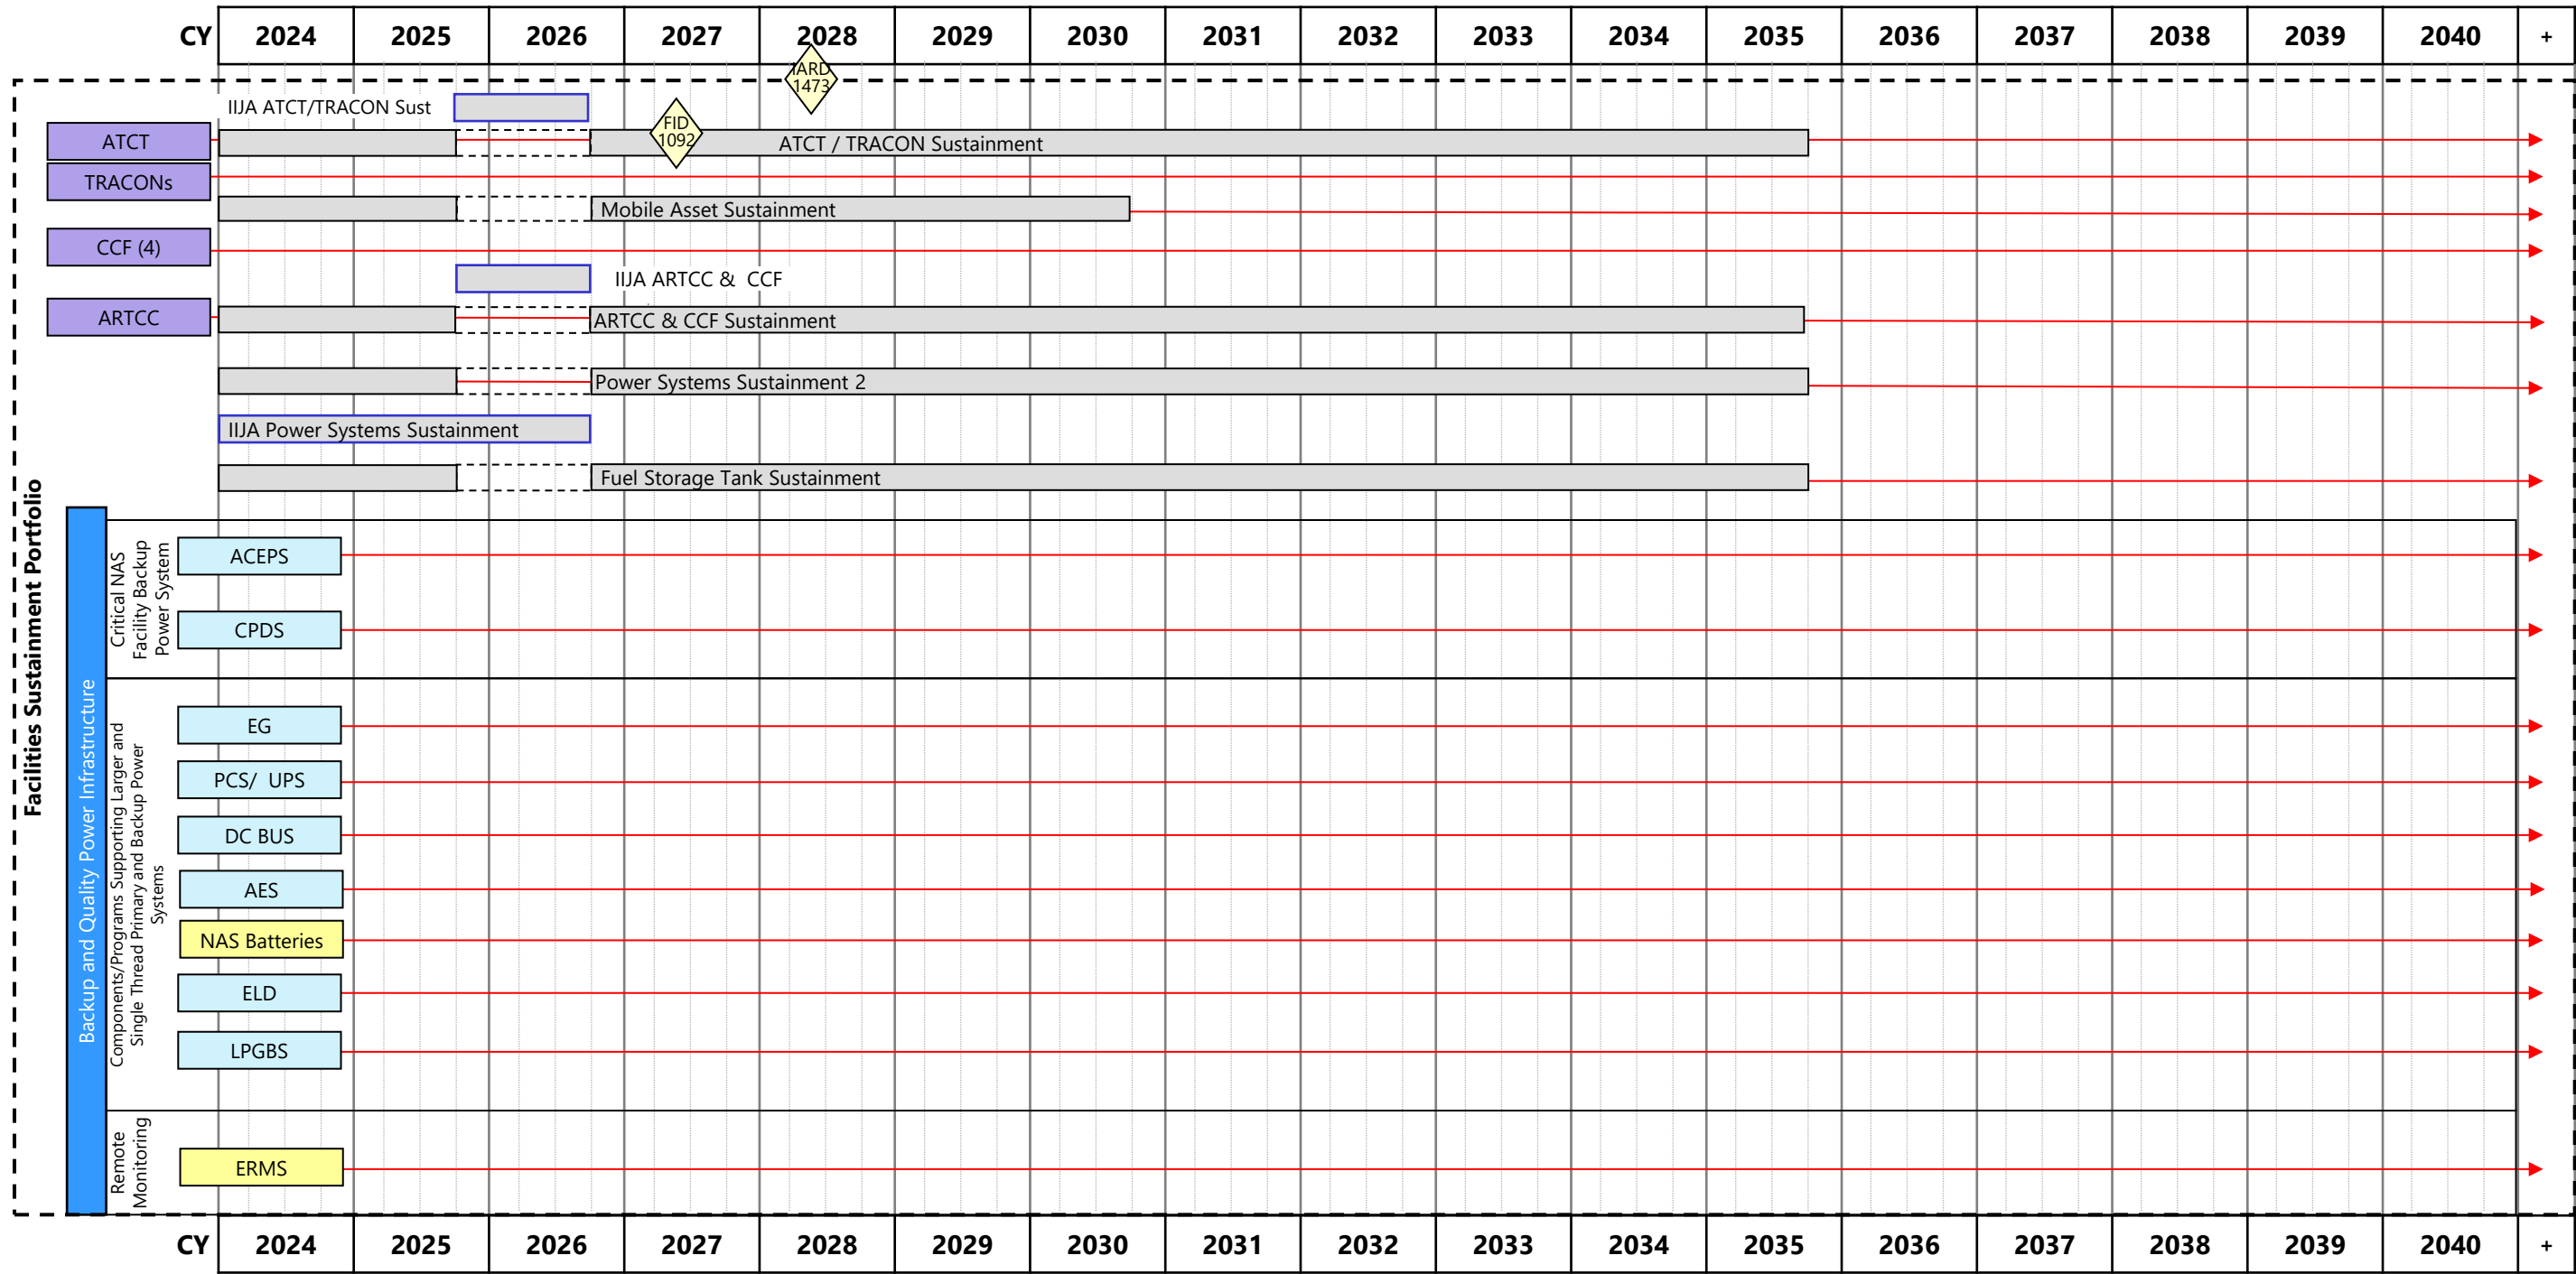 CY 2024 2025 2026 2027 2028 2029 2030 2031 2032 2033 2034 2035 2036 2037 2038 2039 2040 +
IARD
1473
IIJA ATCT/TRACON Sust
FID
1092
ATCT
ATCT / TRACON Sustainment
TRACONs
Mobile Asset Sustainment
CCF (4)
IIJA ARTCC & CCF
ARTCC
ARTCC & CCF Sustainment
Power Systems Sustainment 2
IIJA Power Systems Sustainment
Fuel Storage Tank Sustainment
Facilities Sustainment Portfolio
Backup and Quality Power Infrastructure
Critical NAS
Facility Backup
Power System
ACEPS
CPDS
Components/Programs Supporting Larger and
Single Thread Primary and Backup Power
Systems
EG
PCS/ UPS
DC BUS
AES
NAS Batteries
ELD
LPGBS
Remote
Monitoring
ERMS
CY 2024 2025 2026 2027 2028 2029 2030 2031 2032 2033 2034 2035 2036 2037 2038 2039 2040 +